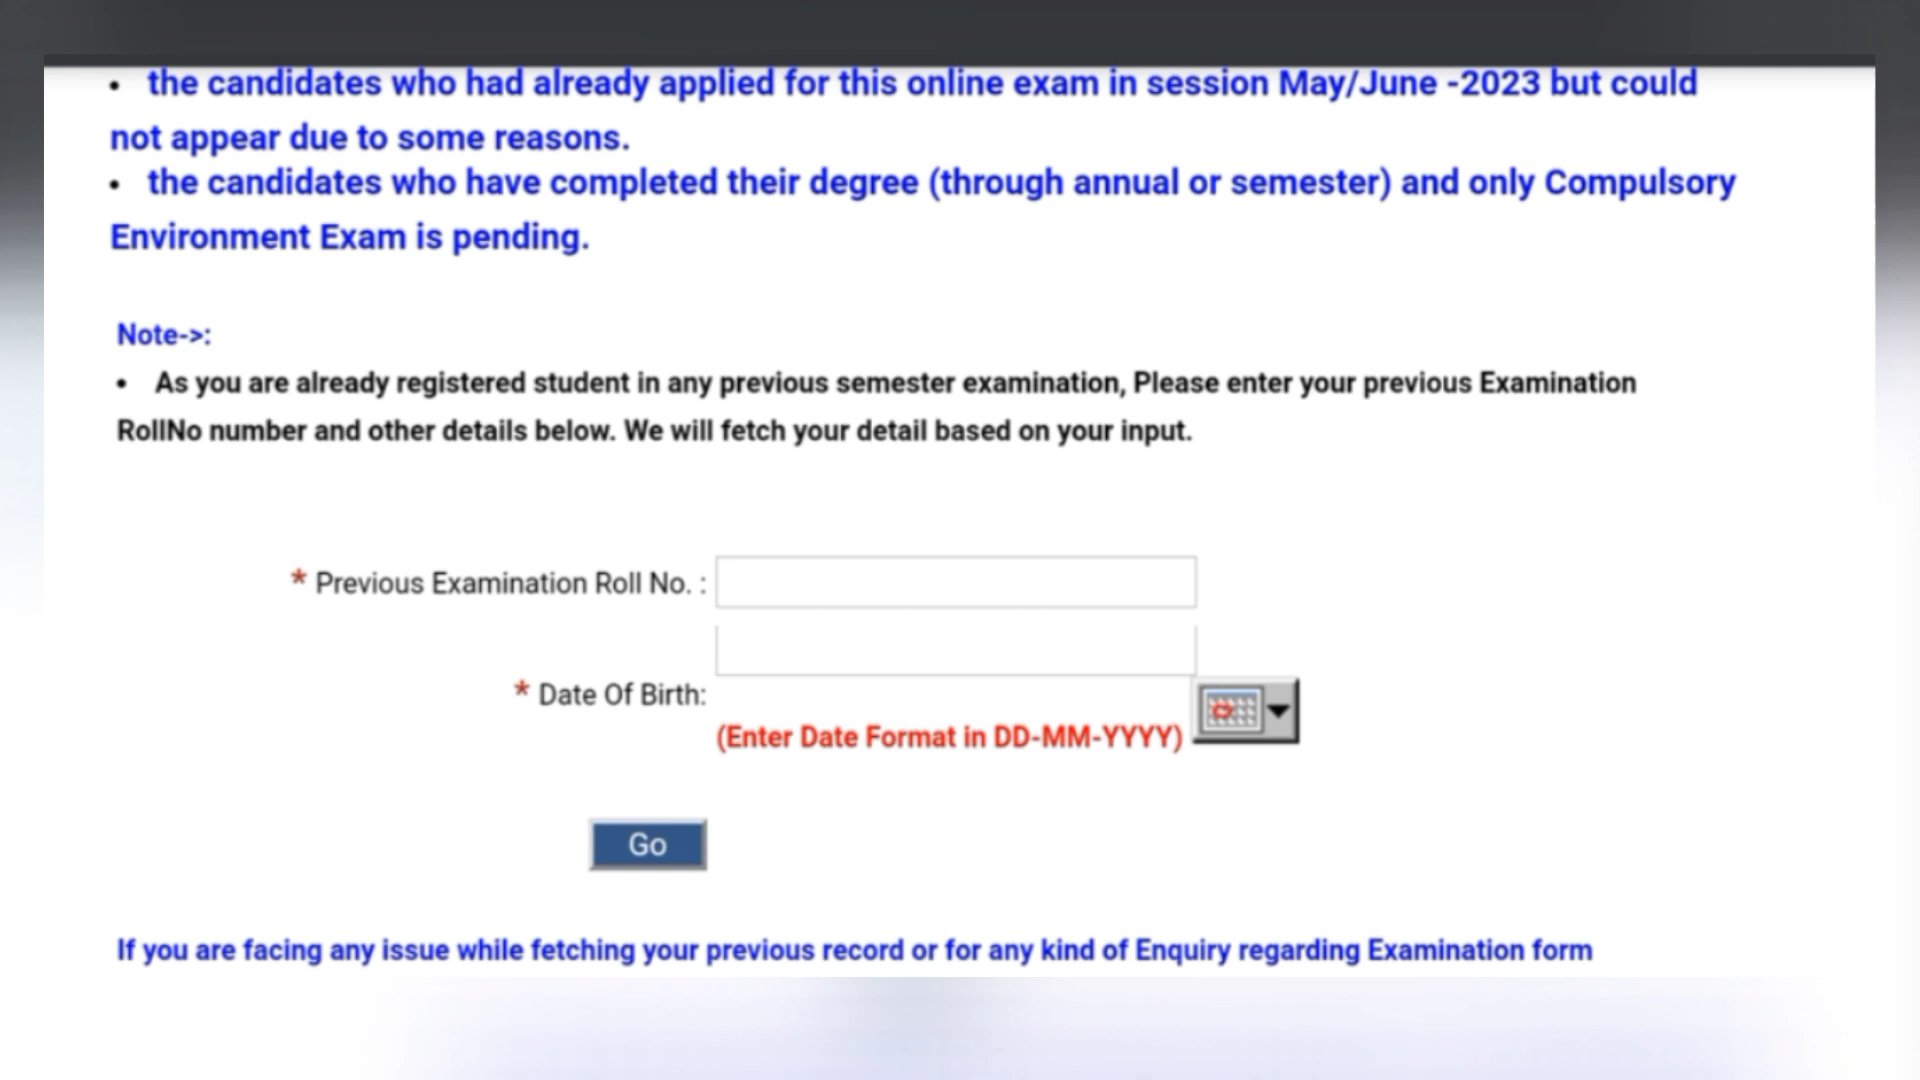 • the candidates who had already applied for this online exam in session May/June -2023 but could
not appear due to some reasons.
• the candidates who have completed their degree (through annual or semester) and only Compulsory
Environment Exam is pending.
Note->:
• As you are already registered student in any previous semester examination, Please enter your previous Examination
RollNo number and other details below. We will fetch your detail based on your input.
* Previous Examination Roll No. :
* Date Of Birth:
(Enter Date Format in DD-MM-YYYY)
Go
If you are facing any issue while fetching your previous record or for any kind of Enquiry regarding Examination form